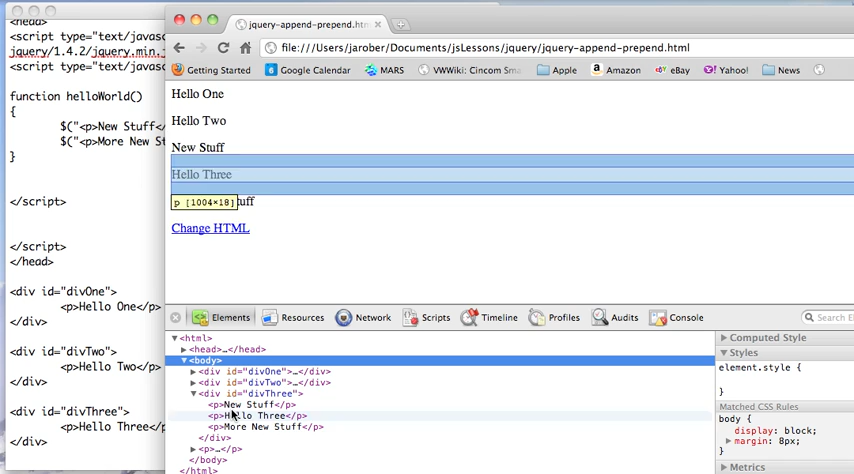 <head>
<script type="text/javas
jquery/1.4.2/jquery.min.j
<script type="text/javas
function helloWorld()
{
$("<p>New Stuff<
$("<p>More New St
}
</script>
</script>
</head>
<div id="divOne">
<p>Hello One</p>
</div>
<div id="divTwo">
<p>Hello Two</p>
</div>
<div id="divThree">
<p>Hello Three</p>
</div>
jquery-append-prepend.htm
file:///Users/jarober/Documents/jsLessons/jquery/jquery-append-prepend.html
Getting Started Google Calendar MARS VWWiki: Cincom Sma Apple Amazon eBay Yahoo! News
Hello One
Hello Two
New Stuff
Hello Three
p [1004×18] tuff
Change HTML
Elements Resources Network Scripts Timeline Profiles Audits Console Search El
<html>
<head>…</head>
<body>
<div id="divOne">…</div>
<div id="divTwo">…</div>
<div id="divThree">
<p>New Stuff</p>
<p>Hello Three</p>
<p>More New Stuff</p>
</div>
<p>…</p>
</body>
</html>
Computed Style
Styles
element.style {
}
Matched CSS Rules
body {
display: block;
margin: 8px;
}
Metrics